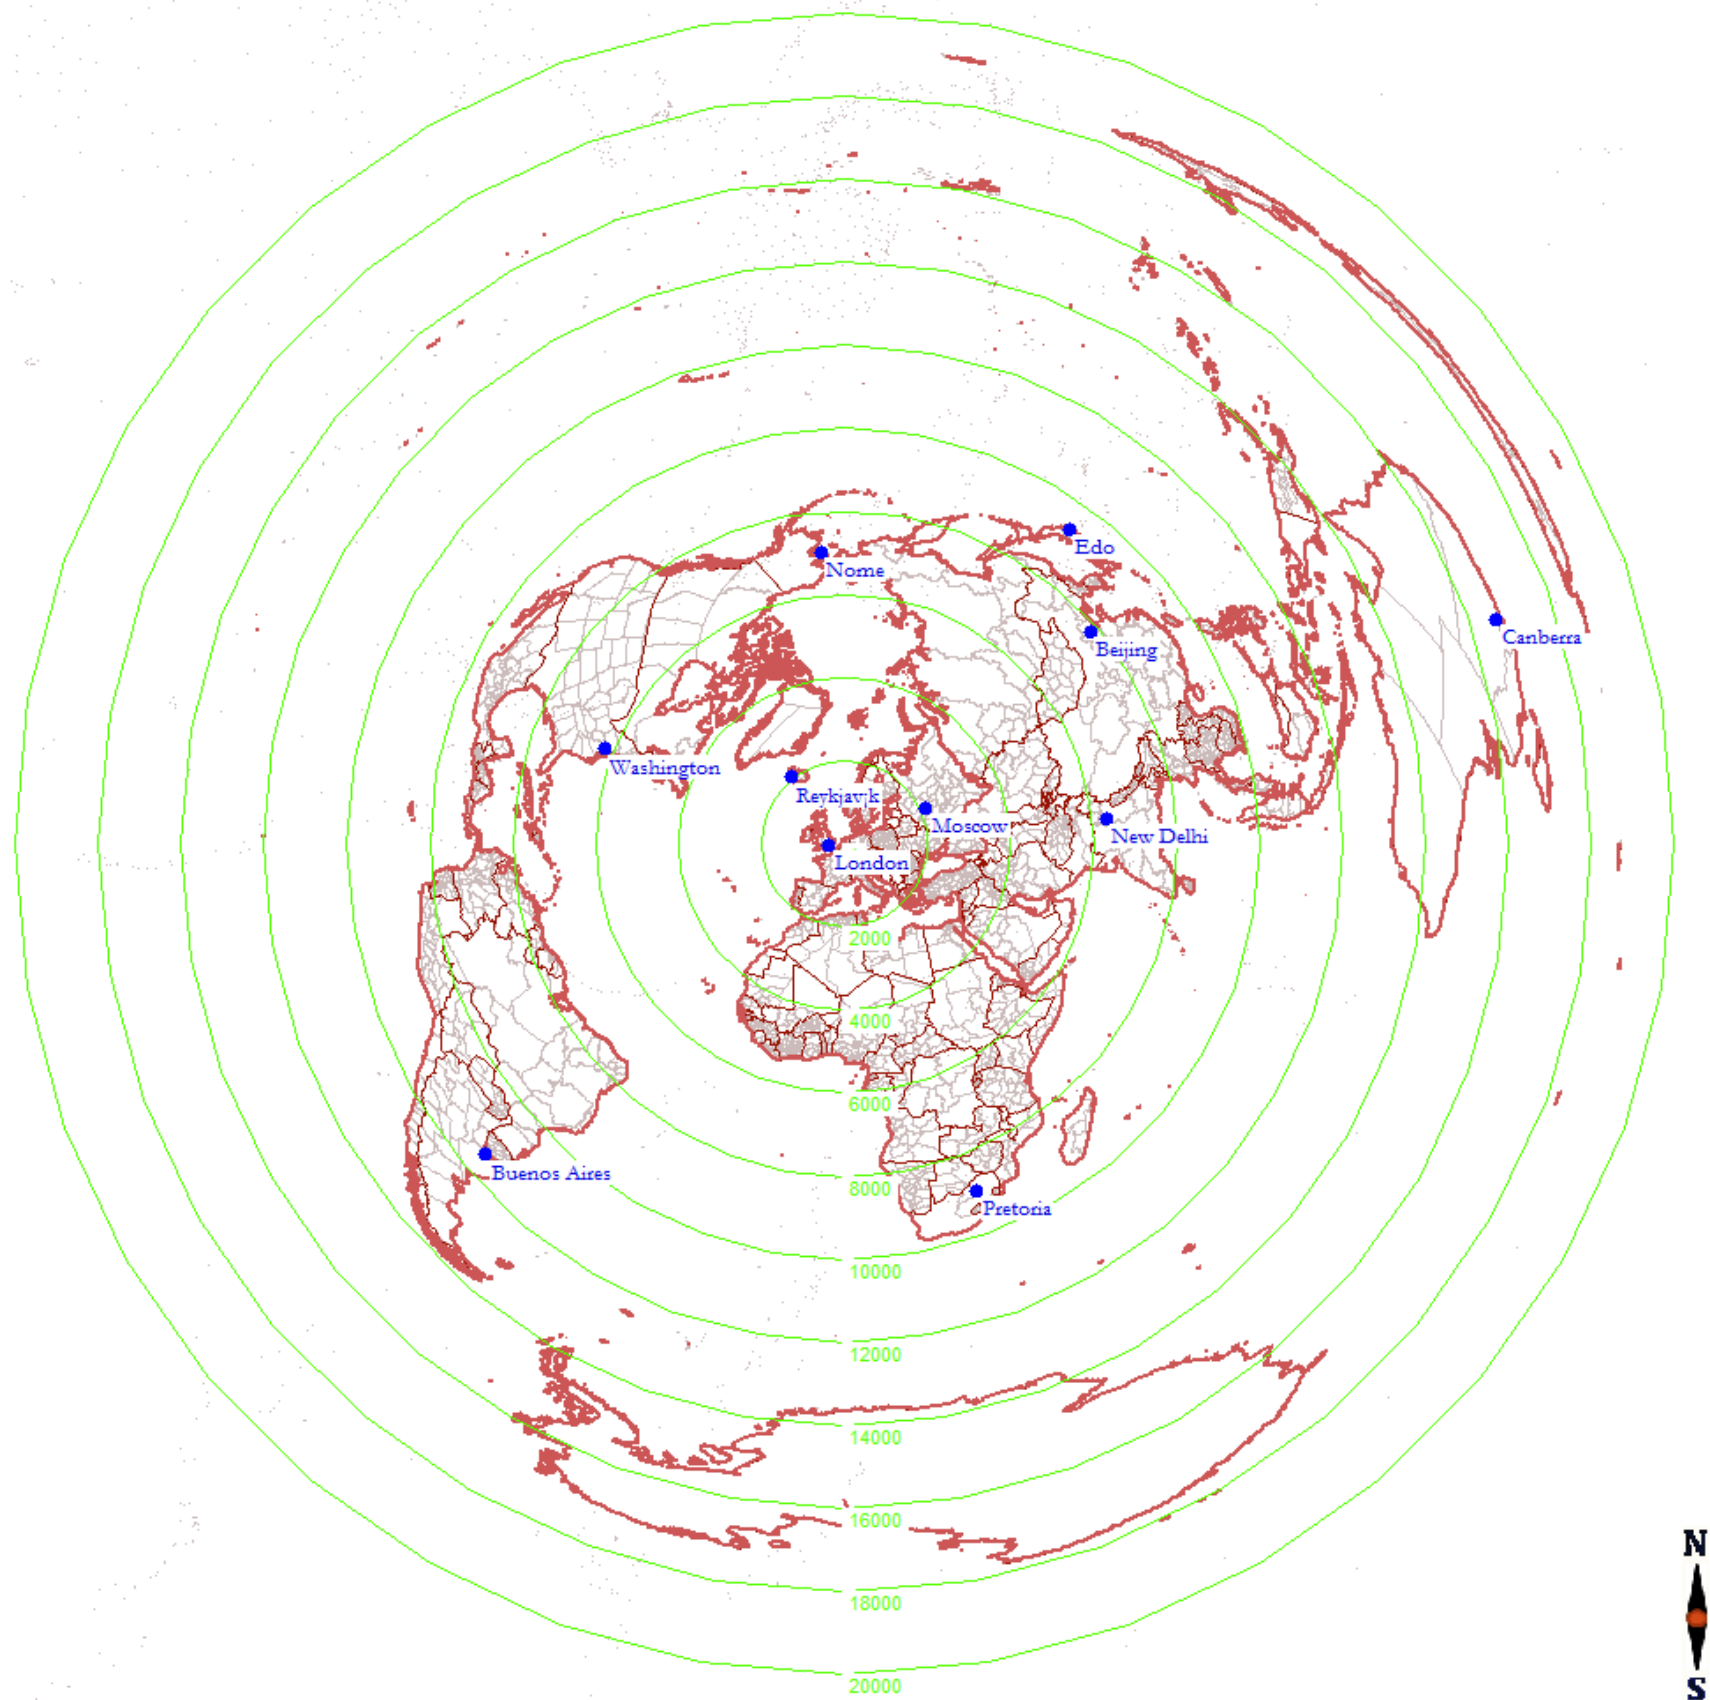 Edo
Nome
Canberra
Beijing
Washington
Reykjavjk
Moscow
New Delhi
London
2000
4000
6000
Buenos Aires
8000
Pretoria
10000
12000
14000
16000
N
18000
20000
S